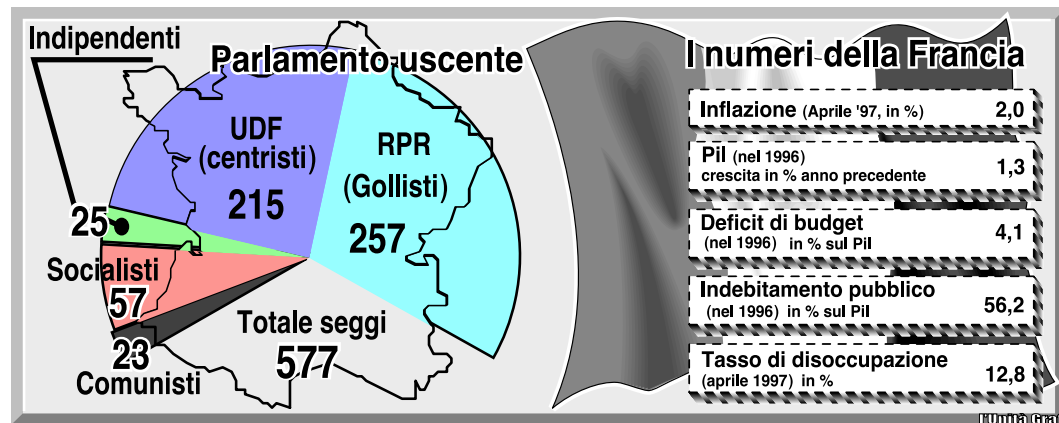 Indipendenti
Parlamento uscente
UDF
(centristi)
215
RPR
(Gollisti)
257
25
Socialisti
57
23
Comunisti
Totale seggi
577
I numeri della Francia
Inflazione (Aprile '97, in %) 2,0
Pil (nel 1996)
crescita in % anno precedente 1,3
Deficit di budget
(nel 1996) in % sul Pil 4,1
Indebitamento pubblico
(nel 1996) in % sul Pil 56,2
Tasso di disoccupazione
(aprile 1997) in % 12,8
l'Unità Gra